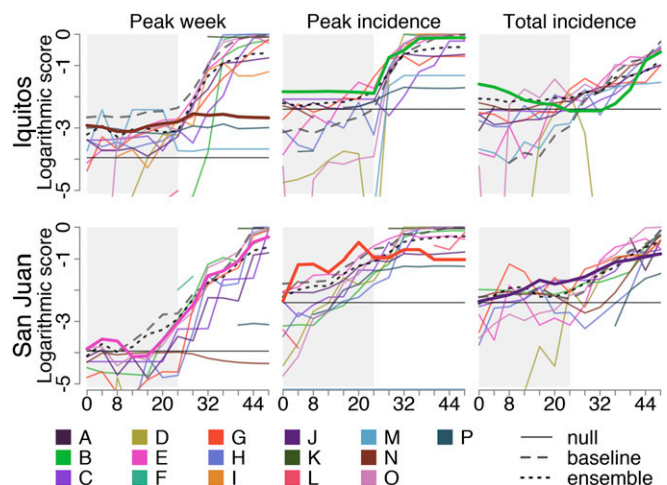 Peak week Peak incidence Total incidence
Iquitos
Logarithmic score
0
-1
-3
-5
San Juan
Logarithmic score
0
-1
-3
-5
0 8 20 32 44 0 8 20 32 44 0 8 20 32 44
A D G J M P null
B E H K N baseline
C F I L O ensemble